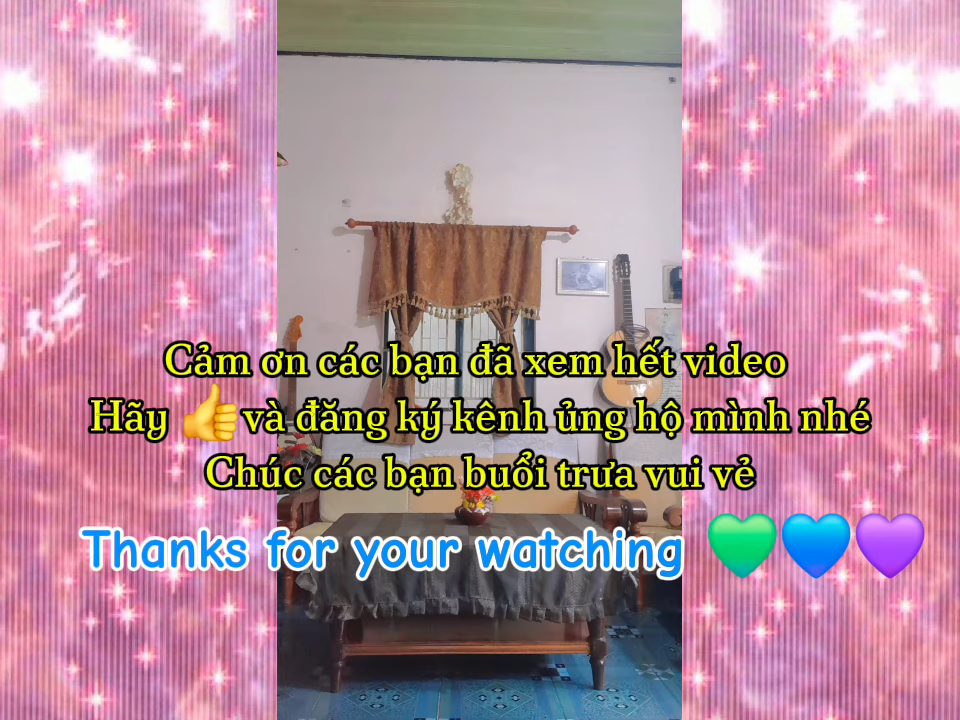 Cảm ơn các bạn đã xem hết video
Hãy 👍 và đăng ký kênh ủng hộ mình nhé
Chúc các bạn buổi trưa vui vẻ
Thanks for your watching 💚💙💜